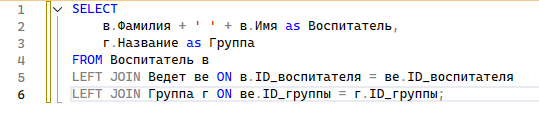 1 SELECT
2 в.Фамилия + ' ' + в.Имя as Воспитатель,
3 г.Название as Группа
4 FROM Воспитатель в
5 LEFT JOIN Ведет ве ON в.ID_воспитателя = ве.ID_воспитателя
6 LEFT JOIN Группа г ON ве.ID_группы = г.ID_группы;